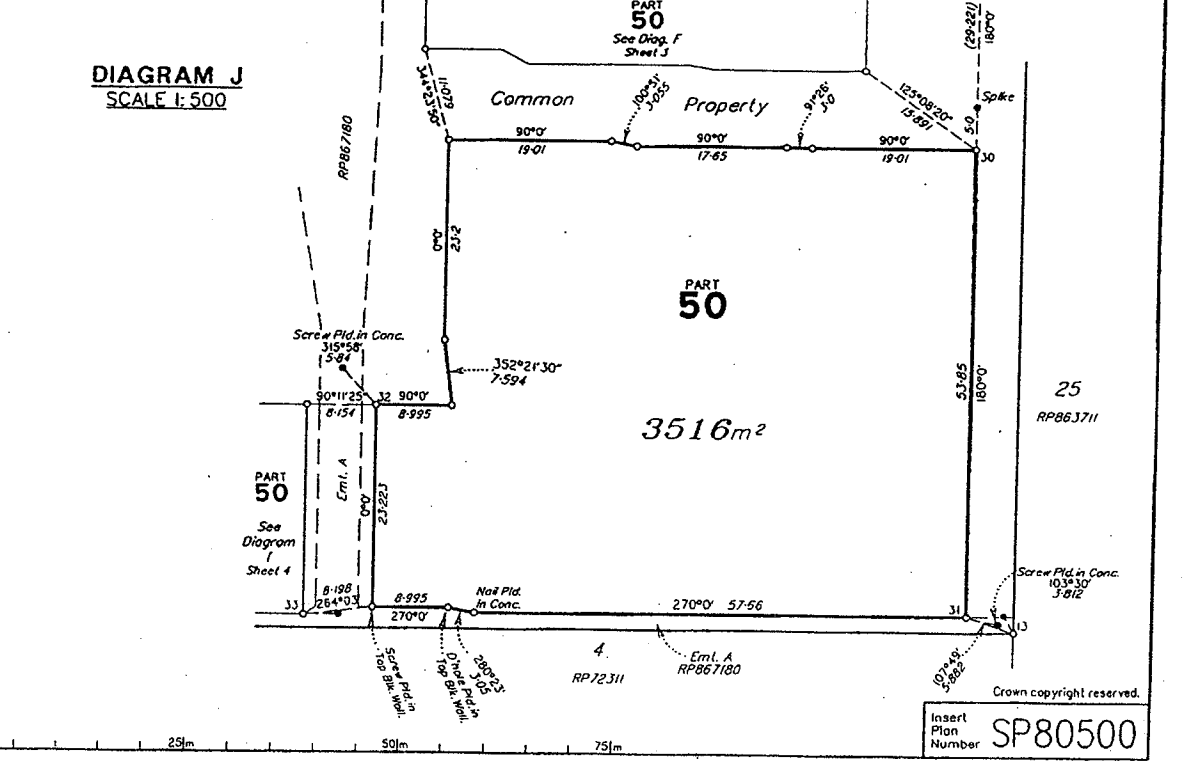 DIAGRAM J
SCALE 1:500
RP867180
PART
50
See Diag. F
Sheet 3
(29·221)
180°0'
Spike
5·0
11·079
344°23'50"
Common Property
100°51'
3·055
91°26'
3·0
125°08'20"
15·891
90°0'
19·01
90°0'
17·65
90°0'
19·01
30
0°0'
23·2
PART
50
Screw Pld. in Conc.
315°58'
5·84
352°21'30"
7·594
90°11'25"
8·154
32
90°0'
8·995
53·85
180°0'
25
RP863711
3516m²
PART
50
See
Diagram
I
Sheet 4
Emt. A
0°0'
23·223
33
8·198
264°03'
8·995
270°0'
Nail Pld.
in Conc.
270°0' 57·56
31
Screw Pld. in Conc.
103°30'
3·812
13
107°49'
5·882
Screw Pld. in
Top Blk. Wall.
D'hole Pld. in
Top Blk. Wall.
280°23'
3·05
4
RP72311
Emt. A
RP867180
Crown copyright reserved.
Insert
Plan
Number
SP80500
25m
50m
75m